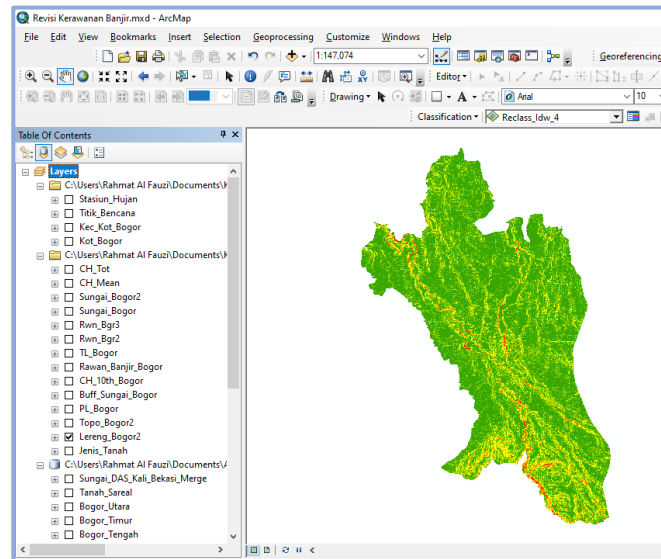 Revisi Kerawanan Banjir.mxd - ArcMap
File Edit View Bookmarks Insert Selection Geoprocessing Customize Windows Help
1:147,074
Georeferencing
Editor
Drawing A Arial 10
Classification Reclass_Idw_4
Table Of Contents
Layers
C:\Users\Rahmat Al Fauzi\Documents\K
Stasiun_Hujan
Titik_Bencana
Kec_Kot_Bogor
Kot_Bogor
C:\Users\Rahmat Al Fauzi\Documents\K
CH_Tot
CH_Mean
Sungai_Bogor2
Sungai_Bogor
Rwn_Bgr3
Rwn_Bgr2
TL_Bogor
Rawan_Banjir_Bogor
CH_10th_Bogor
Buff_Sungai_Bogor
PL_Bogor
Topo_Bogor2
Lereng_Bogor2
Jenis_Tanah
C:\Users\Rahmat Al Fauzi\Documents\A
Sungai_DAS_Kali_Bekasi_Merge
Tanah_Sareal
Bogor_Utara
Bogor_Timur
Bogor_Tengah